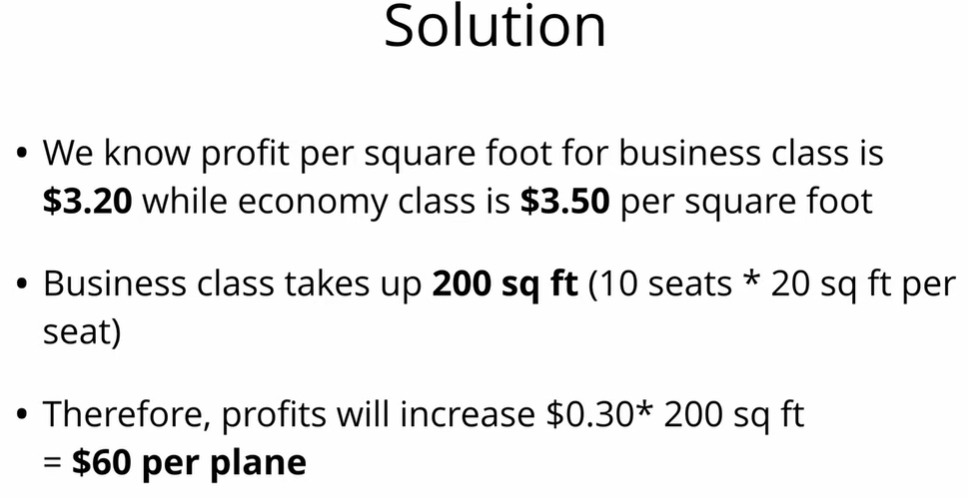 Solution
• We know profit per square foot for business class is
$3.20 while economy class is $3.50 per square foot
• Business class takes up 200 sq ft (10 seats * 20 sq ft per
seat)
• Therefore, profits will increase $0.30* 200 sq ft
= $60 per plane